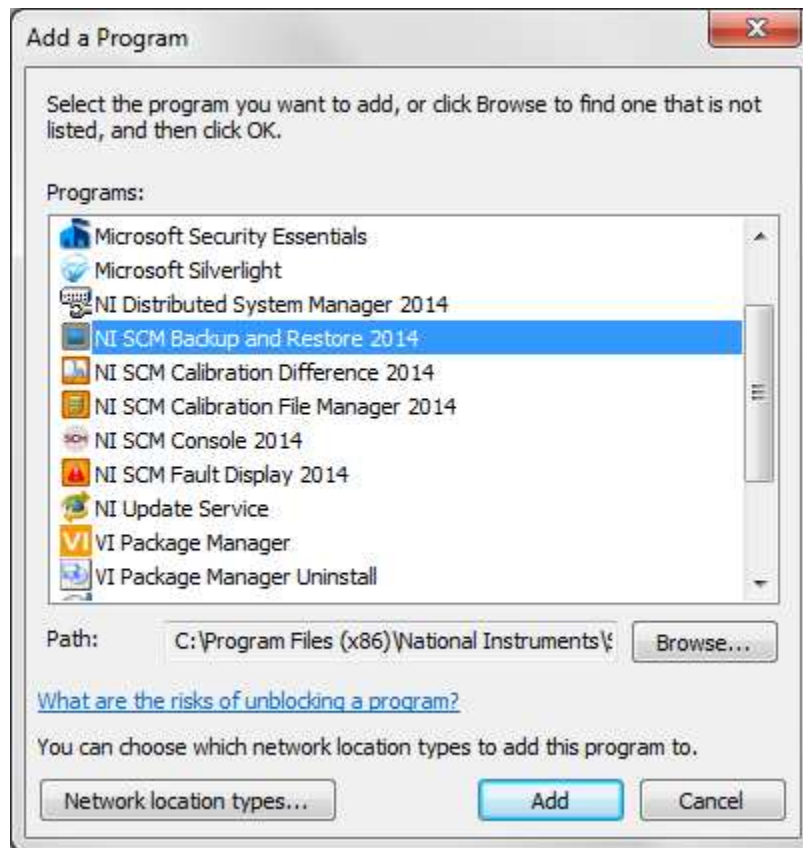 Add a Program
Select the program you want to add, or click Browse to find one that is not
listed, and then click OK.
Programs:
Microsoft Security Essentials
Microsoft Silverlight
NI Distributed System Manager 2014
NI SCM Backup and Restore 2014
NI SCM Calibration Difference 2014
NI SCM Calibration File Manager 2014
SCM NI SCM Console 2014
NI SCM Fault Display 2014
NI Update Service
VI VI Package Manager
VI Package Manager Uninstall
Path: C:\Program Files (x86)\National Instruments\ Browse...
What are the risks of unblocking a program?
You can choose which network location types to add this program to.
Network location types... Add Cancel